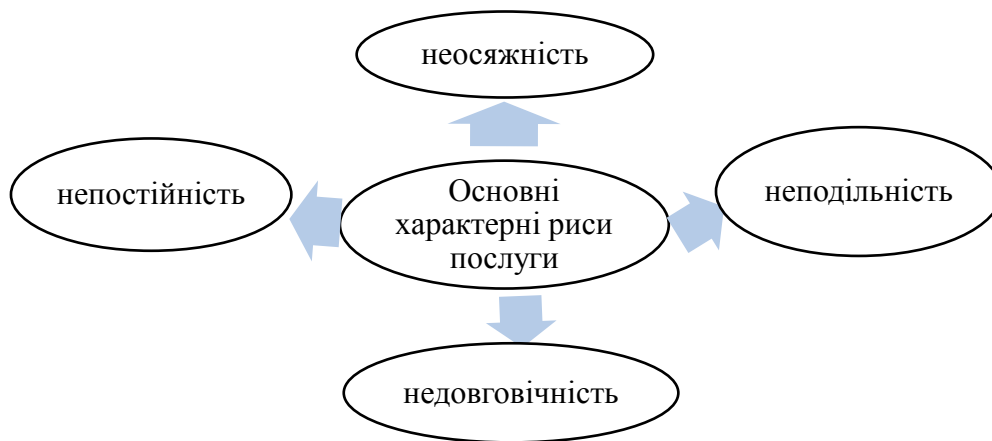 неосяжність
непостійність
Основні
характерні риси
послуги
неподільність
недовговічність